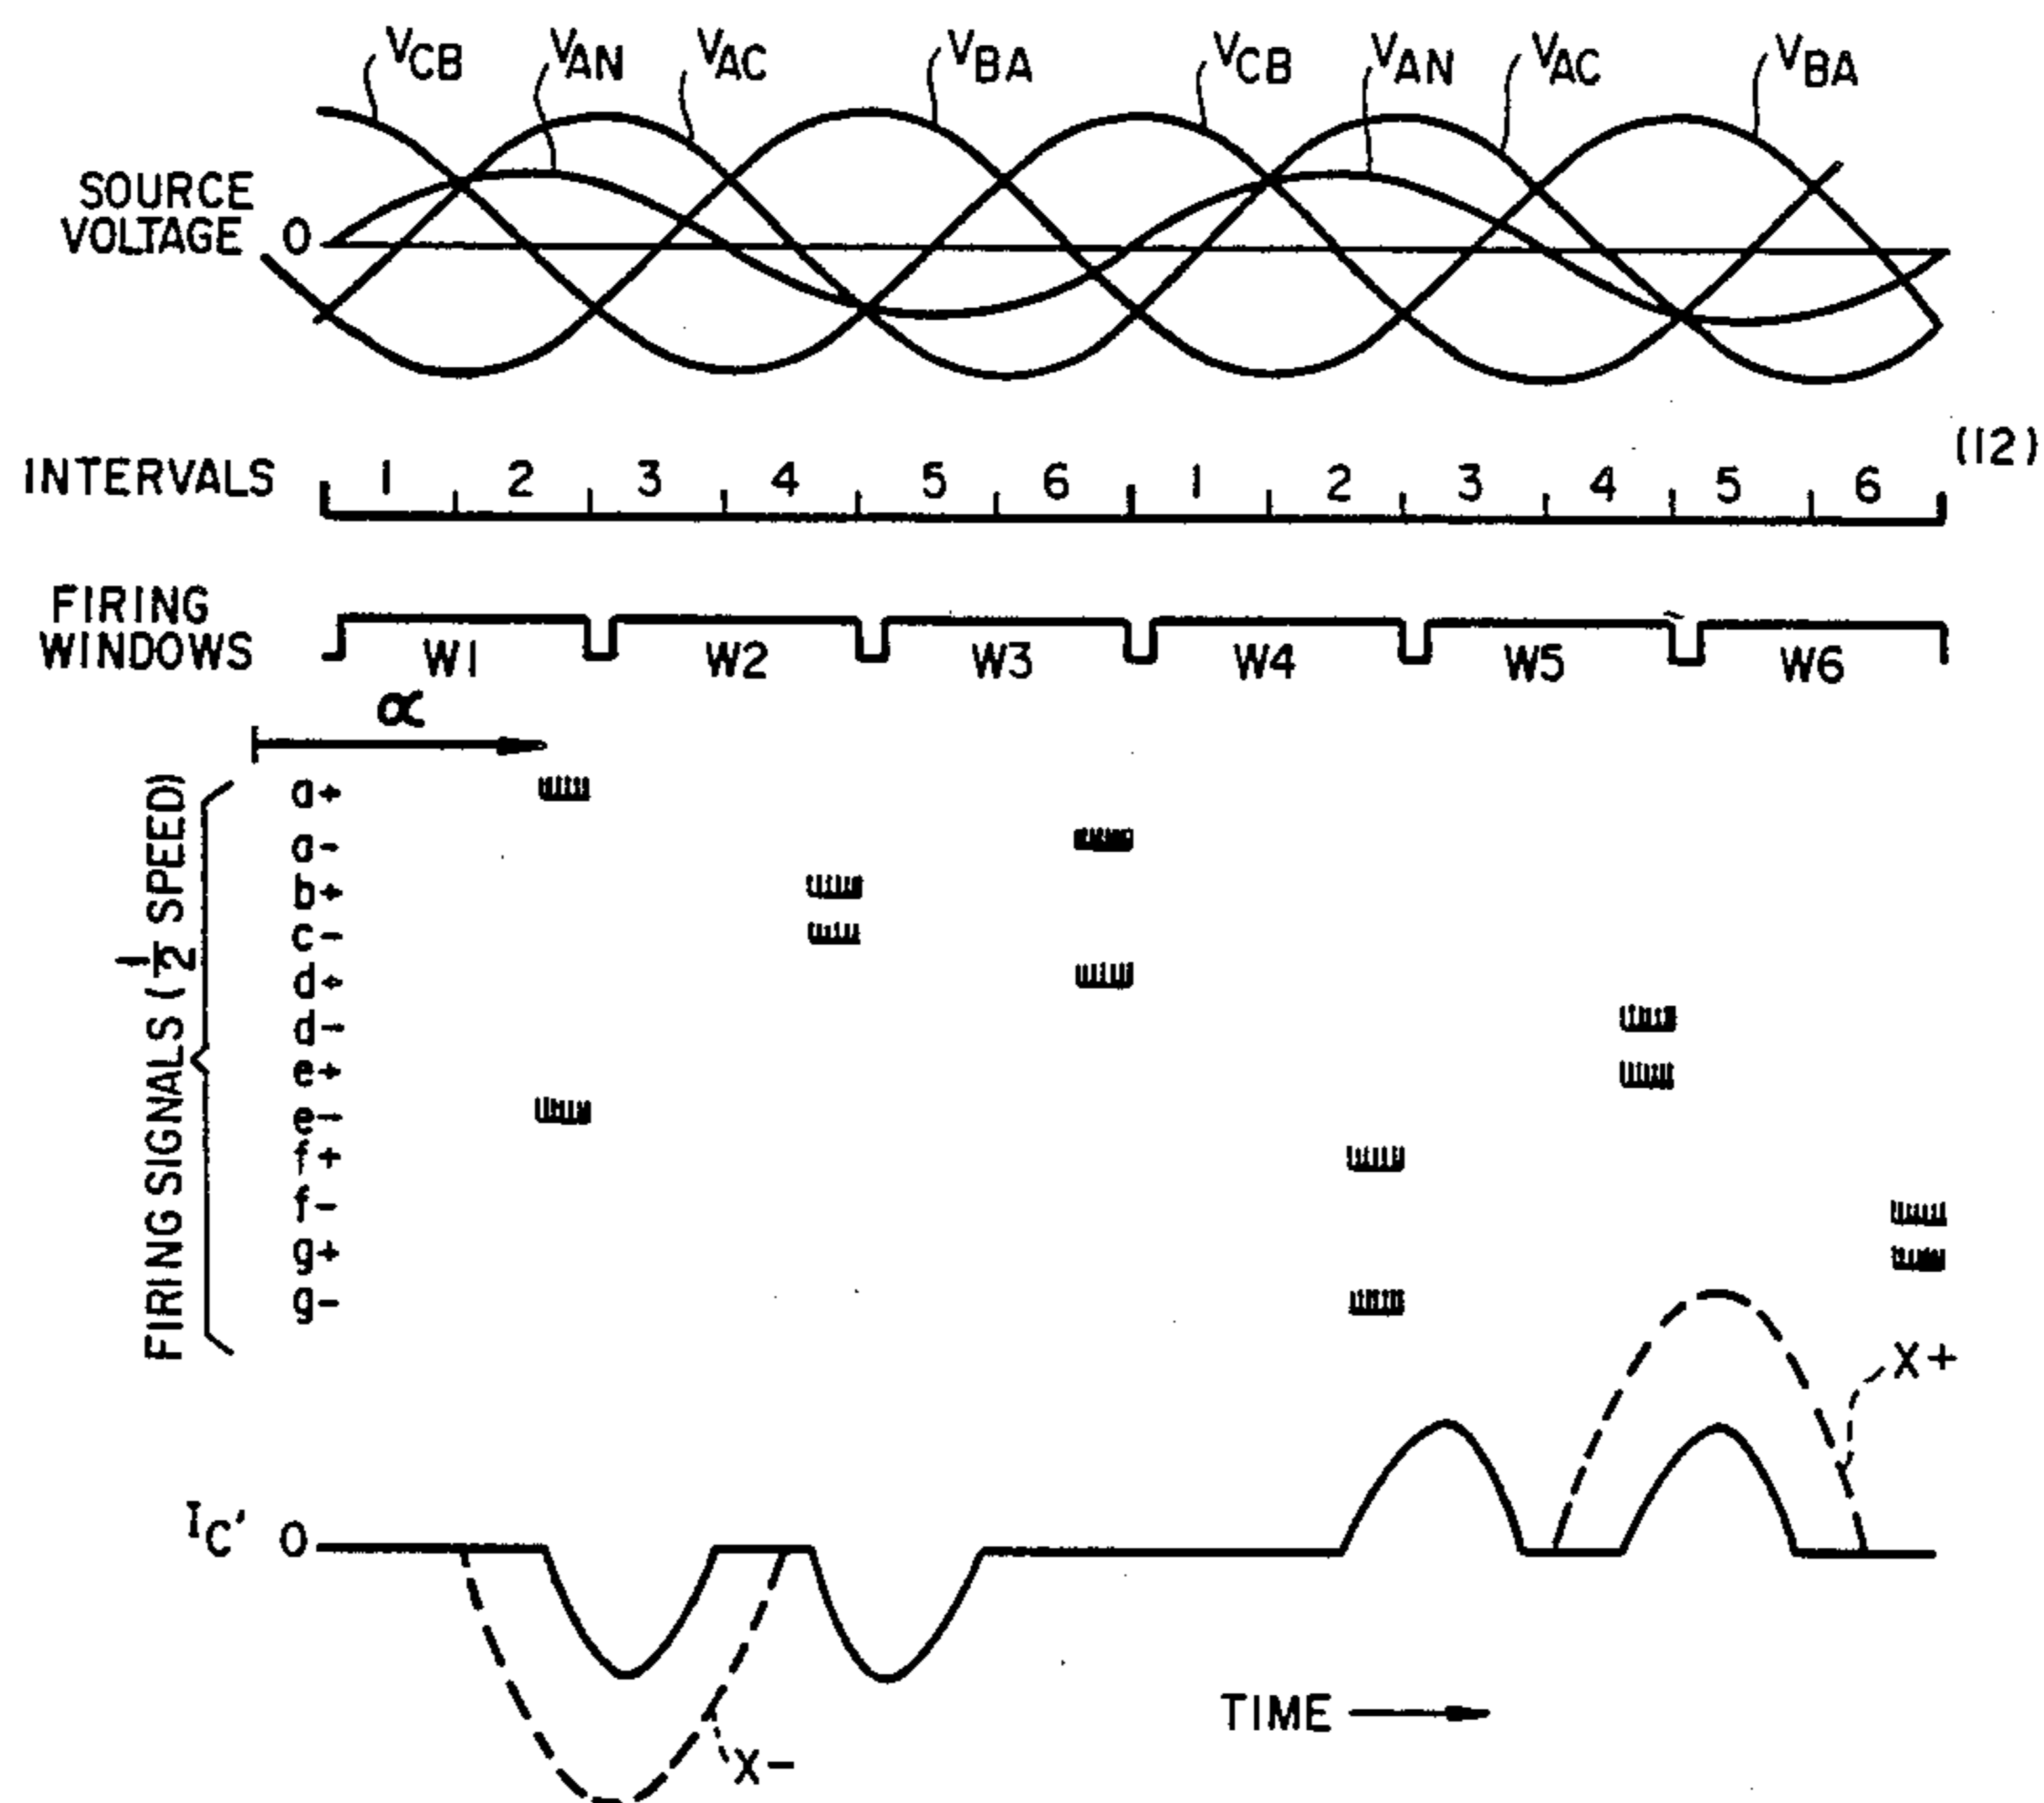 VCB VAN VAC VBA VCB VAN VAC VBA
SOURCE
VOLTAGE 0
INTERVALS 1 2 3 4 5 6 1 2 3 4 5 6 (12)
FIRING
WINDOWS W1 W2 W3 W4 W5 W6
α
FIRING SIGNALS (1/2 SPEED)
a+
a-
b+
c-
d+
d-
e+
e-
f+
f-
g+
g-
X+
IC' 0
TIME
X-